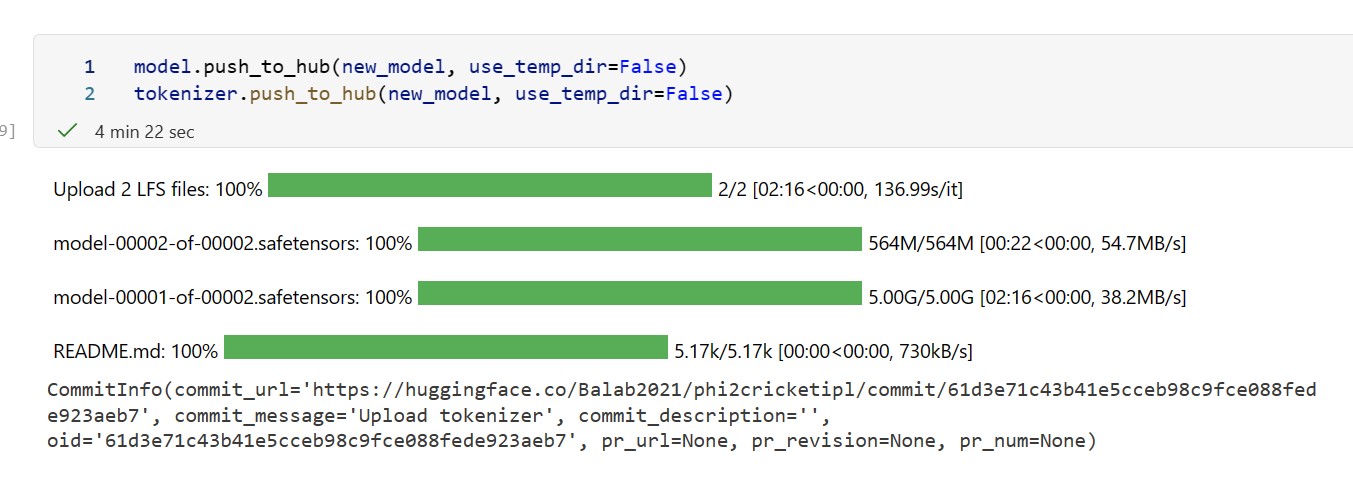 1 model.push_to_hub(new_model, use_temp_dir=False)
2 tokenizer.push_to_hub(new_model, use_temp_dir=False)
9] ✓ 4 min 22 sec
Upload 2 LFS files: 100% 2/2 [02:16<00:00, 136.99s/it]
model-00002-of-00002.safetensors: 100% 564M/564M [00:22<00:00, 54.7MB/s]
model-00001-of-00002.safetensors: 100% 5.00G/5.00G [02:16<00:00, 38.2MB/s]
README.md: 100% 5.17k/5.17k [00:00<00:00, 730kB/s]
CommitInfo(commit_url='https://huggingface.co/Balab2021/phi2cricketipl/commit/61d3e71c43b41e5cceb98c9fce088fed
e923aeb7', commit_message='Upload tokenizer', commit_description='',
oid='61d3e71c43b41e5cceb98c9fce088fede923aeb7', pr_url=None, pr_revision=None, pr_num=None)